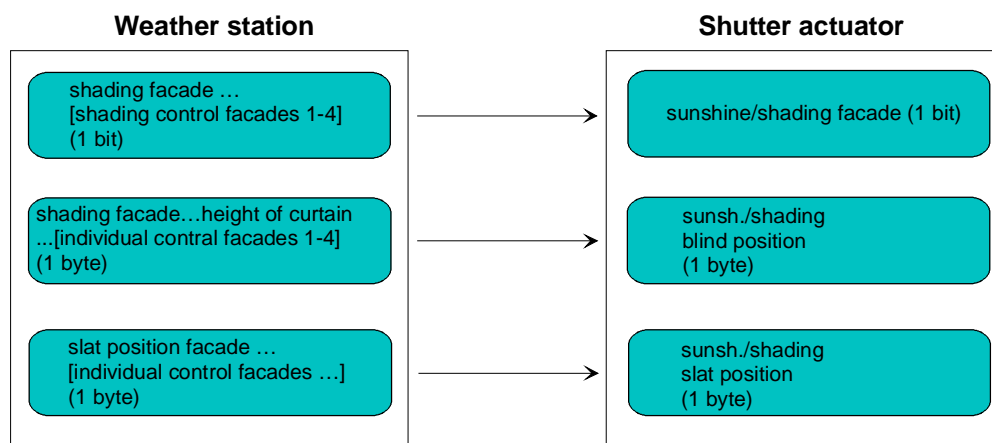 Weather station
shading facade …
[shading control facades 1-4]
(1 bit)
shading facade…height of curtain
...[individual contral facades 1-4]
(1 byte)
slat position facade …
[individual control facades …]
(1 byte)
Shutter actuator
sunshine/shading facade (1 bit)
sunsh./shading
blind position
(1 byte)
sunsh./shading
slat position
(1 byte)